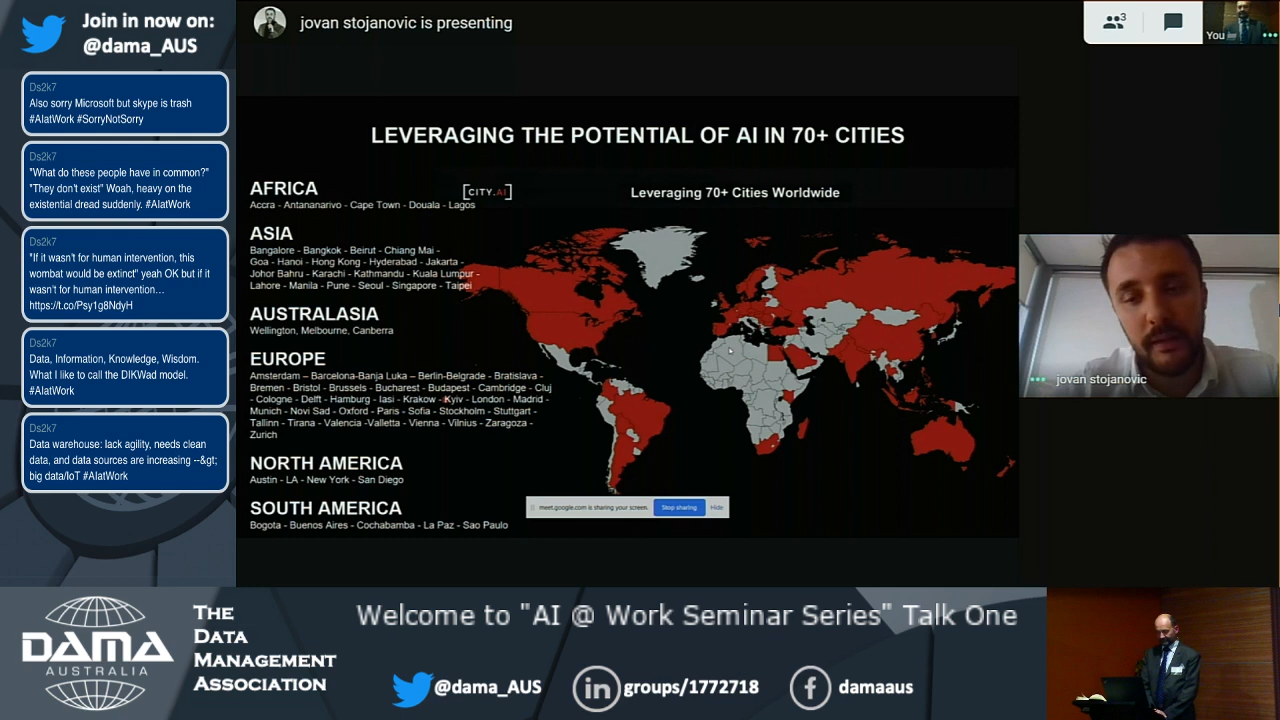 Join in now on:
@dama_AUS
Ds2k7
Also sorry Microsoft but skype is trash
#AIatWork #SorryNotSorry
Ds2k7
"What do these people have in common?"
"They don't exist" Woah, heavy on the
existential dread suddenly. #AIatWork
Ds2k7
"If it wasn't for human intervention, this
wombat would be extinct" yeah OK but if it
wasn't for human intervention…
https://t.co/Psy1g8NdyH
Ds2k7
Data, Information, Knowledge, Wisdom.
What I like to call the DIKWad model.
#AIatWork
Ds2k7
Data warehouse: lack agility, needs clean
data, and data sources are increasing --&gt;
big data/IoT #AIatWork
jovan stojanovic is presenting
3
You
LEVERAGING THE POTENTIAL OF AI IN 70+ CITIES
[CITY.AI]
Leveraging 70+ Cities Worldwide
AFRICA
Accra - Antananarivo - Cape Town - Douala - Lagos
ASIA
Bangalore - Bangkok - Beirut - Chiang Mai -
Goa - Hanoi - Hong Kong - Hyderabad - Jakarta -
Johor Bahru - Karachi - Kathmandu - Kuala Lumpur -
Lahore - Manila - Pune - Seoul - Singapore - Taipei
AUSTRALASIA
Wellington, Melbourne, Canberra
EUROPE
Amsterdam – Barcelona-Banja Luka – Berlin-Belgrade - Bratislava -
Bremen - Bristol - Brussels - Bucharest - Budapest - Cambridge - Cluj
- Cologne - Delft - Hamburg - Iasi - Krakow - Kyiv - London - Madrid -
Munich - Novi Sad - Oxford - Paris - Sofia - Stockholm - Stuttgart -
Tallinn - Tirana - Valencia -Valletta - Vienna - Vilnius - Zaragoza -
Zurich
NORTH AMERICA
Austin - LA - New York - San Diego
SOUTH AMERICA
Bogota - Buenos Aires - Cochabamba - La Paz - Sao Paulo
meet.google.com is sharing your screen.
Stop sharing
Hide
jovan stojanovic
DAMA
AUSTRALIA
THE
DATA
MANAGEMENT
ASSOCIATION
Welcome to "AI @ Work Seminar Series" Talk One
@dama_AUS
in
groups/1772718
f
damaaus